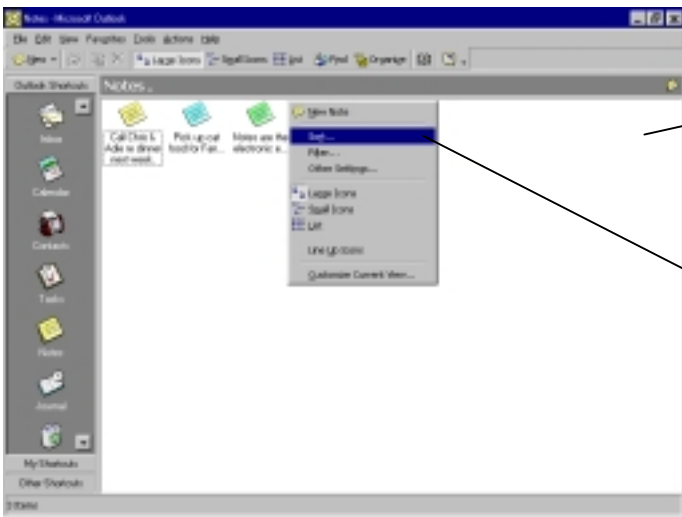 Notes - Microsoft Outlook
File Edit View Favorites Tools Actions Help
New Large Icons Small Icons List Find Organize
Outlook Shortcuts
Notes .
Inbox
Calendar
Contacts
Tasks
Notes
Journal
My Shortcuts
Other Shortcuts
Call Chris &
Adie re dinner
next week.
Pick up cat
food for
Notes are the
electronic e...
New Note
Sort...
Filter...
Other Settings...
Large Icons
Small Icons
List
Line Up Icons
Customize Current View...
3 Items